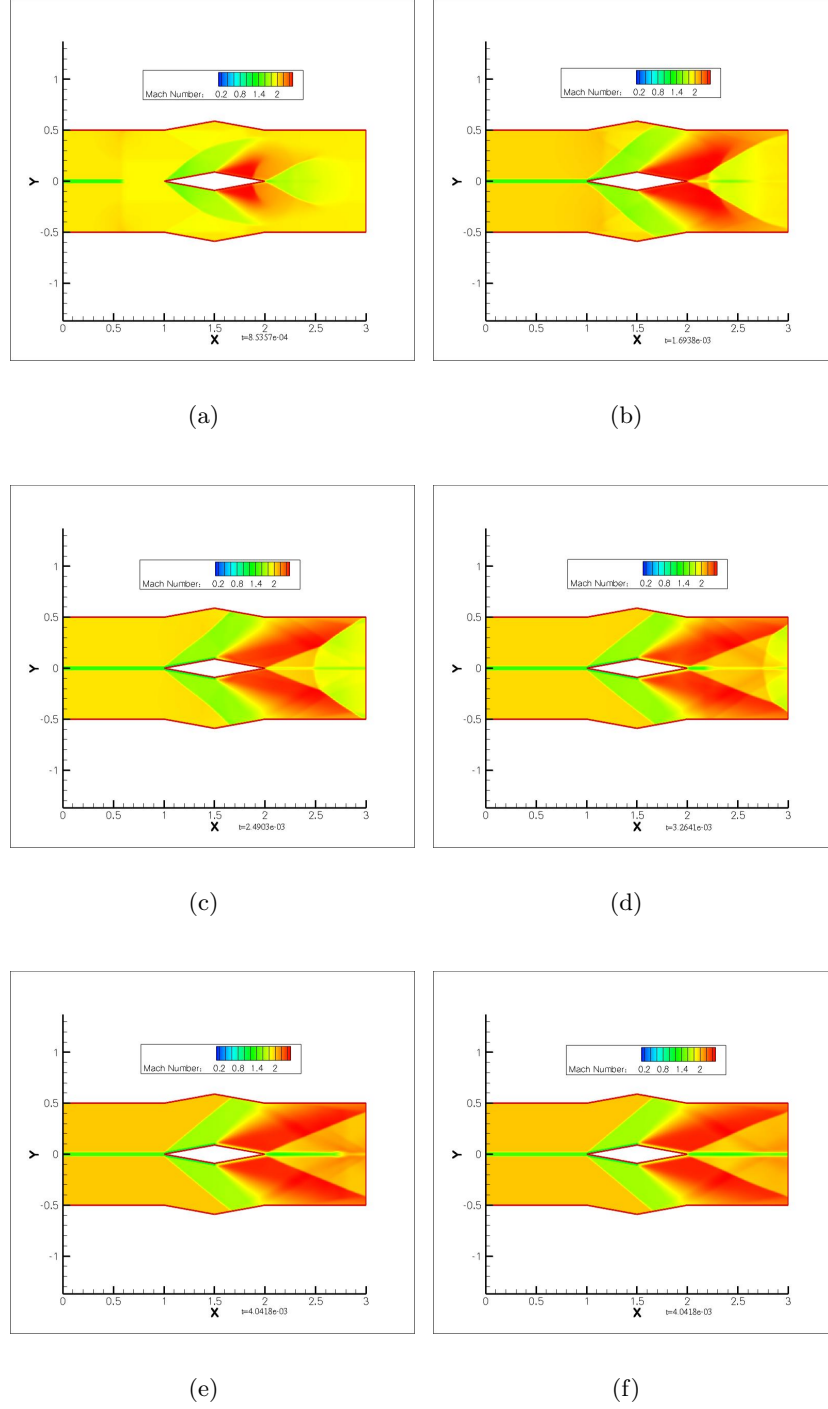 Mach Number: 0.2 0.8 1.4 2
1
0.5
Y 0
-0.5
-1
0 0.5 1 1.5 2 2.5 3
X t=8.5357e-04
(a)
Mach Number: 0.2 0.8 1.4 2
1
0.5
Y 0
-0.5
-1
0 0.5 1 1.5 2 2.5 3
X t=1.6938e-03
(b)
Mach Number: 0.2 0.8 1.4 2
1
0.5
Y 0
-0.5
-1
0 0.5 1 1.5 2 2.5 3
X t=2.4903e-03
(c)
Mach Number: 0.2 0.8 1.4 2
1
0.5
Y 0
-0.5
-1
0 0.5 1 1.5 2 2.5 3
X t=3.2641e-03
(d)
Mach Number: 0.2 0.8 1.4 2
1
0.5
Y 0
-0.5
-1
0 0.5 1 1.5 2 2.5 3
X t=4.0418e-03
(e)
Mach Number: 0.2 0.8 1.4 2
1
0.5
Y 0
-0.5
-1
0 0.5 1 1.5 2 2.5 3
X t=4.0418e-03
(f)